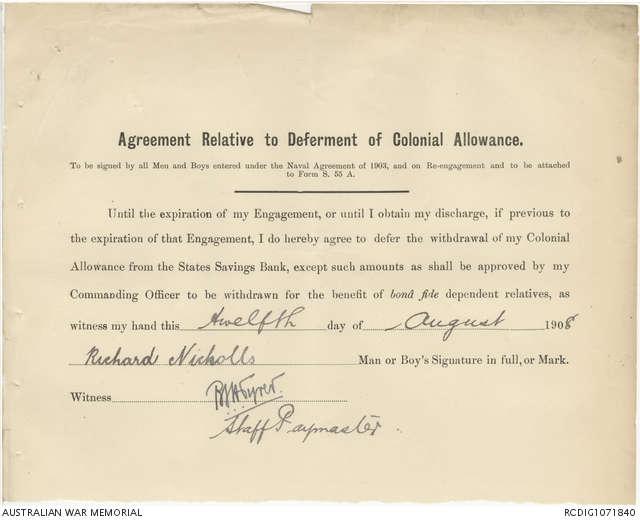 Agreement Relative to Deferment of Colonial Allowance.
To be signed by all Men and Boys entered under the Naval Agreement of 1903, and on Re-engagement and to be attached
to Form S. 55 A.
Until the expiration of my Engagement, or until I obtain my discharge, if previous to
the expiration of that Engagement, I do hereby agree to defer the withdrawal of my Colonial
Allowance from the States Savings Bank, except such amounts as shall be approved by my
Commanding Officer to be withdrawn for the benefit of bonâ fide dependent relatives, as
witness my hand this Twelfth day of August 1908
Richard Nicholls Man or Boy's Signature in full, or Mark.
Witness
Staff Paymaster.
AUSTRALIAN WAR MEMORIAL RCDIG1071840